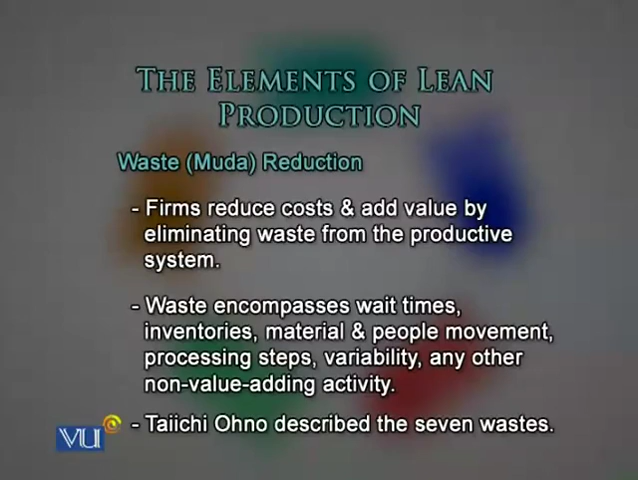 THE ELEMENTS OF LEAN
PRODUCTION
Waste (Muda) Reduction
- Firms reduce costs & add value by
eliminating waste from the productive
system.
- Waste encompasses wait times,
inventories, material & people movement,
processing steps, variability, any other
non-value-adding activity.
- Taiichi Ohno described the seven wastes.
VU